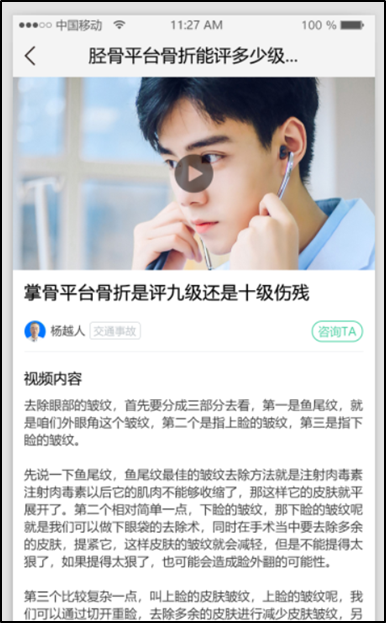 中国移动 11:27 AM 100 %
胫骨平台骨折能评多少级...
掌骨平台骨折是评九级还是十级伤残
杨越人 交通事故 咨询TA
视频内容
去除眼部的皱纹，首先要分成三部分去看，第一是鱼尾纹，就
是咱们外眼角这个皱纹，第二个是指上睑的皱纹，第三是指下
睑的皱纹。
先说一下鱼尾纹，鱼尾纹最佳的皱纹去除方法就是注射肉毒素
注射肉毒素以后它的肌肉不能够收缩了，那这样它的皮肤就平
展开了。第二个相对简单一点，下睑的皱纹，那下睑的皱纹呢
就是我们可以做下眼袋的去除术，同时在手术当中要去除多余
的皮肤，提紧它，这样皮肤的皱纹就会减轻，但是不能提得太
狠了，如果提得太狠了，也可能会造成脸外翻的可能性。
第三个比较复杂一点，叫上睑的皮肤皱纹，上睑的皱纹呢，我
们可以通过切开重睑，去除多余的皮肤进行减少皮肤皱纹，另